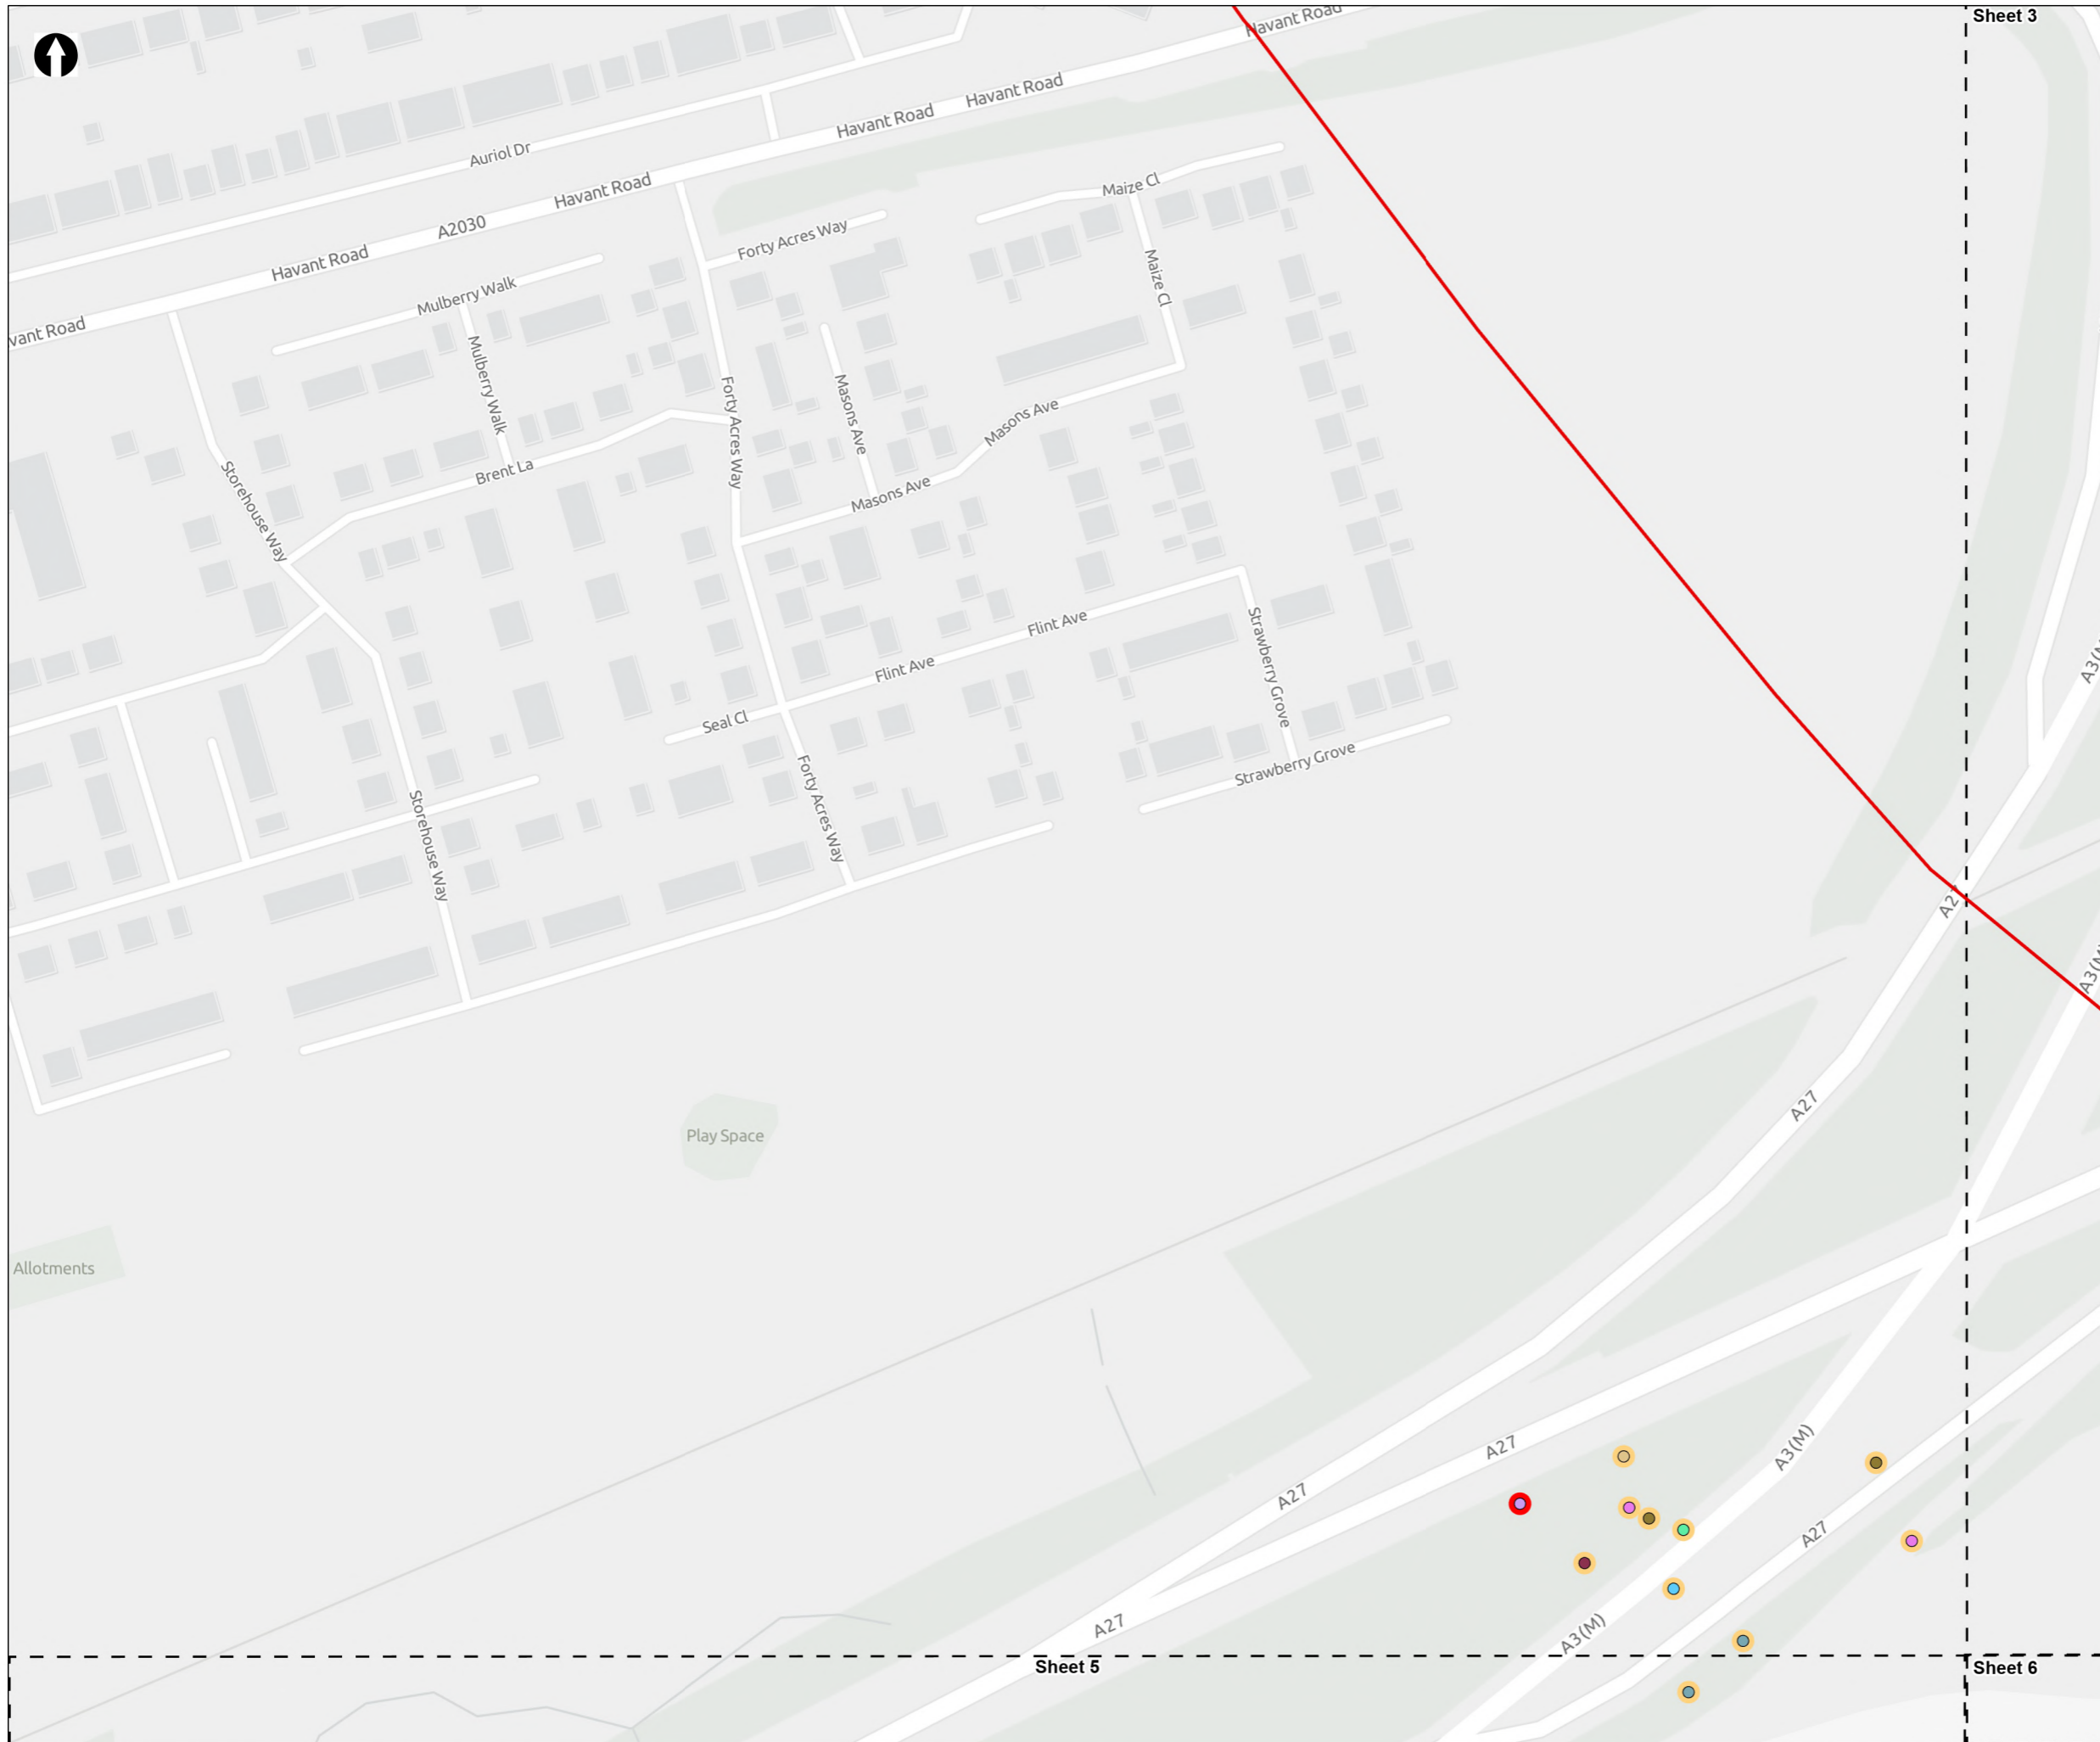 Sheet 3
Havant Road
Havant Road
Havant Road
Auriol Dr
Havant Road
Maize Cl
A2030
Forty Acres Way
Havant Road
Maize Cl
Mulberry Walk
vant Road
Mulberry Walk
Forty Acres Way
Masons Ave
Masons Ave
Brent La
Masons Ave
Storehouse Way
Flint Ave
Strawberry Grove
Flint Ave
A3(M
Seal Cl
Strawberry Grove
Forty Acres Way
Storehouse Way
A2
A3(M
A27
Play Space
Allotments
A27
A3(M)
A27
A27
A27
A3(M)
Sheet 5
Sheet 6